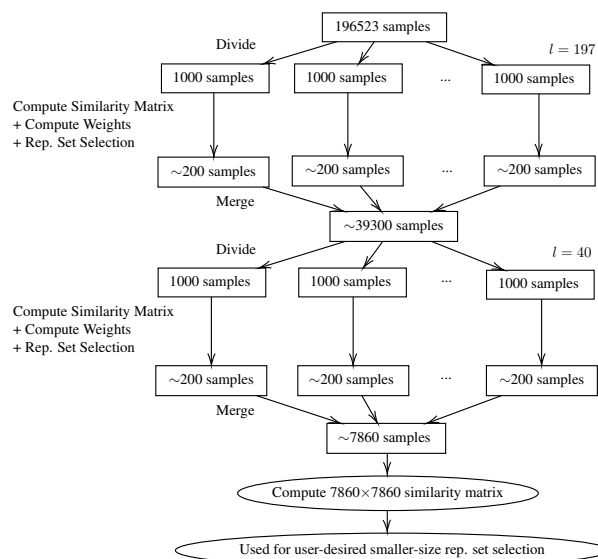 196523 samples
Divide
l = 197
1000 samples 1000 samples ... 1000 samples
Compute Similarity Matrix
+ Compute Weights
+ Rep. Set Selection
∼200 samples ∼200 samples ... ∼200 samples
Merge
∼39300 samples
Divide
l = 40
1000 samples 1000 samples ... 1000 samples
Compute Similarity Matrix
+ Compute Weights
+ Rep. Set Selection
∼200 samples ∼200 samples ... ∼200 samples
Merge
∼7860 samples
Compute 7860×7860 similarity matrix
Used for user-desired smaller-size rep. set selection